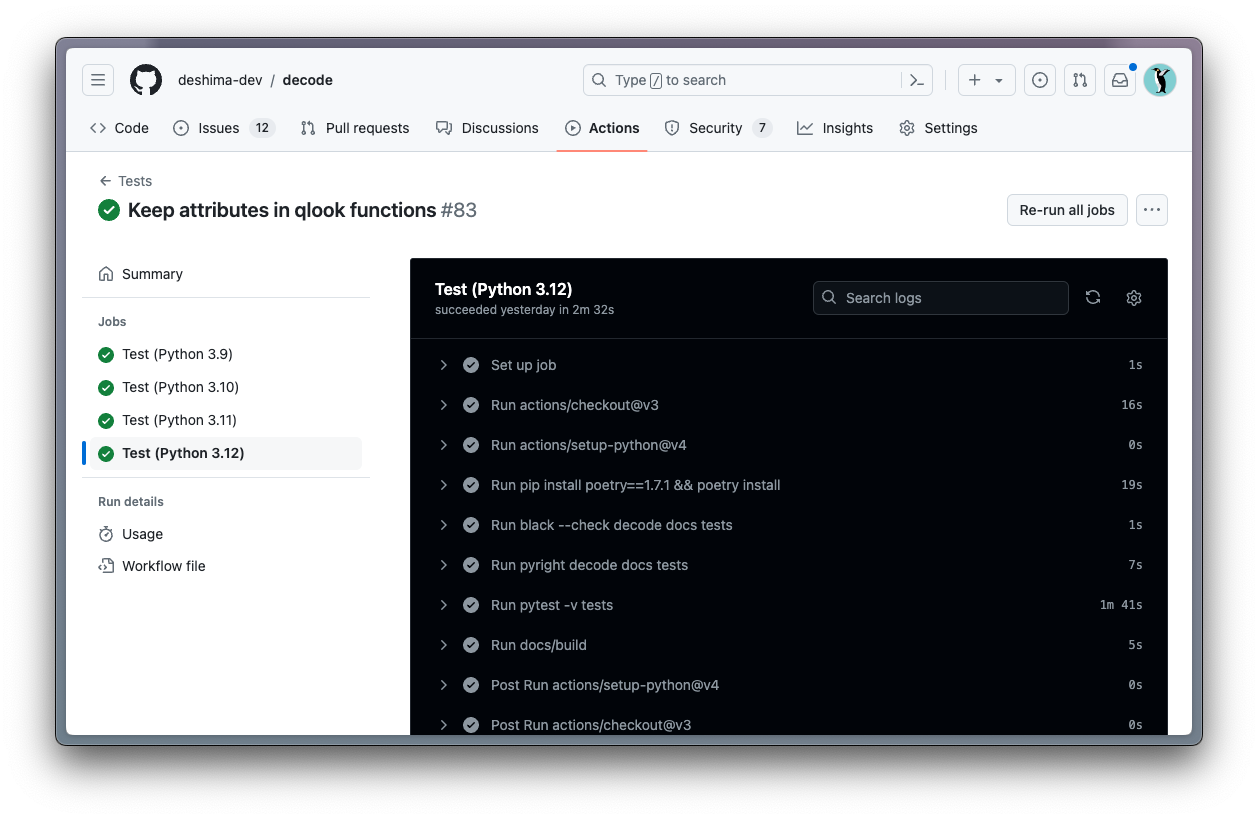 deshima-dev / decode
Type / to search
Code
Issues 12
Pull requests
Discussions
Actions
Security 7
Insights
Settings
Tests
Keep attributes in qlook functions #83
Re-run all jobs
Summary
Jobs
Test (Python 3.9)
Test (Python 3.10)
Test (Python 3.11)
Test (Python 3.12)
Run details
Usage
Workflow file
Test (Python 3.12)
succeeded yesterday in 2m 32s
Search logs
Set up job 1s
Run actions/checkout@v3 16s
Run actions/setup-python@v4 0s
Run pip install poetry==1.7.1 && poetry install 19s
Run black --check decode docs tests 1s
Run pyright decode docs tests 7s
Run pytest -v tests 1m 41s
Run docs/build 5s
Post Run actions/setup-python@v4 0s
Post Run actions/checkout@v3 0s